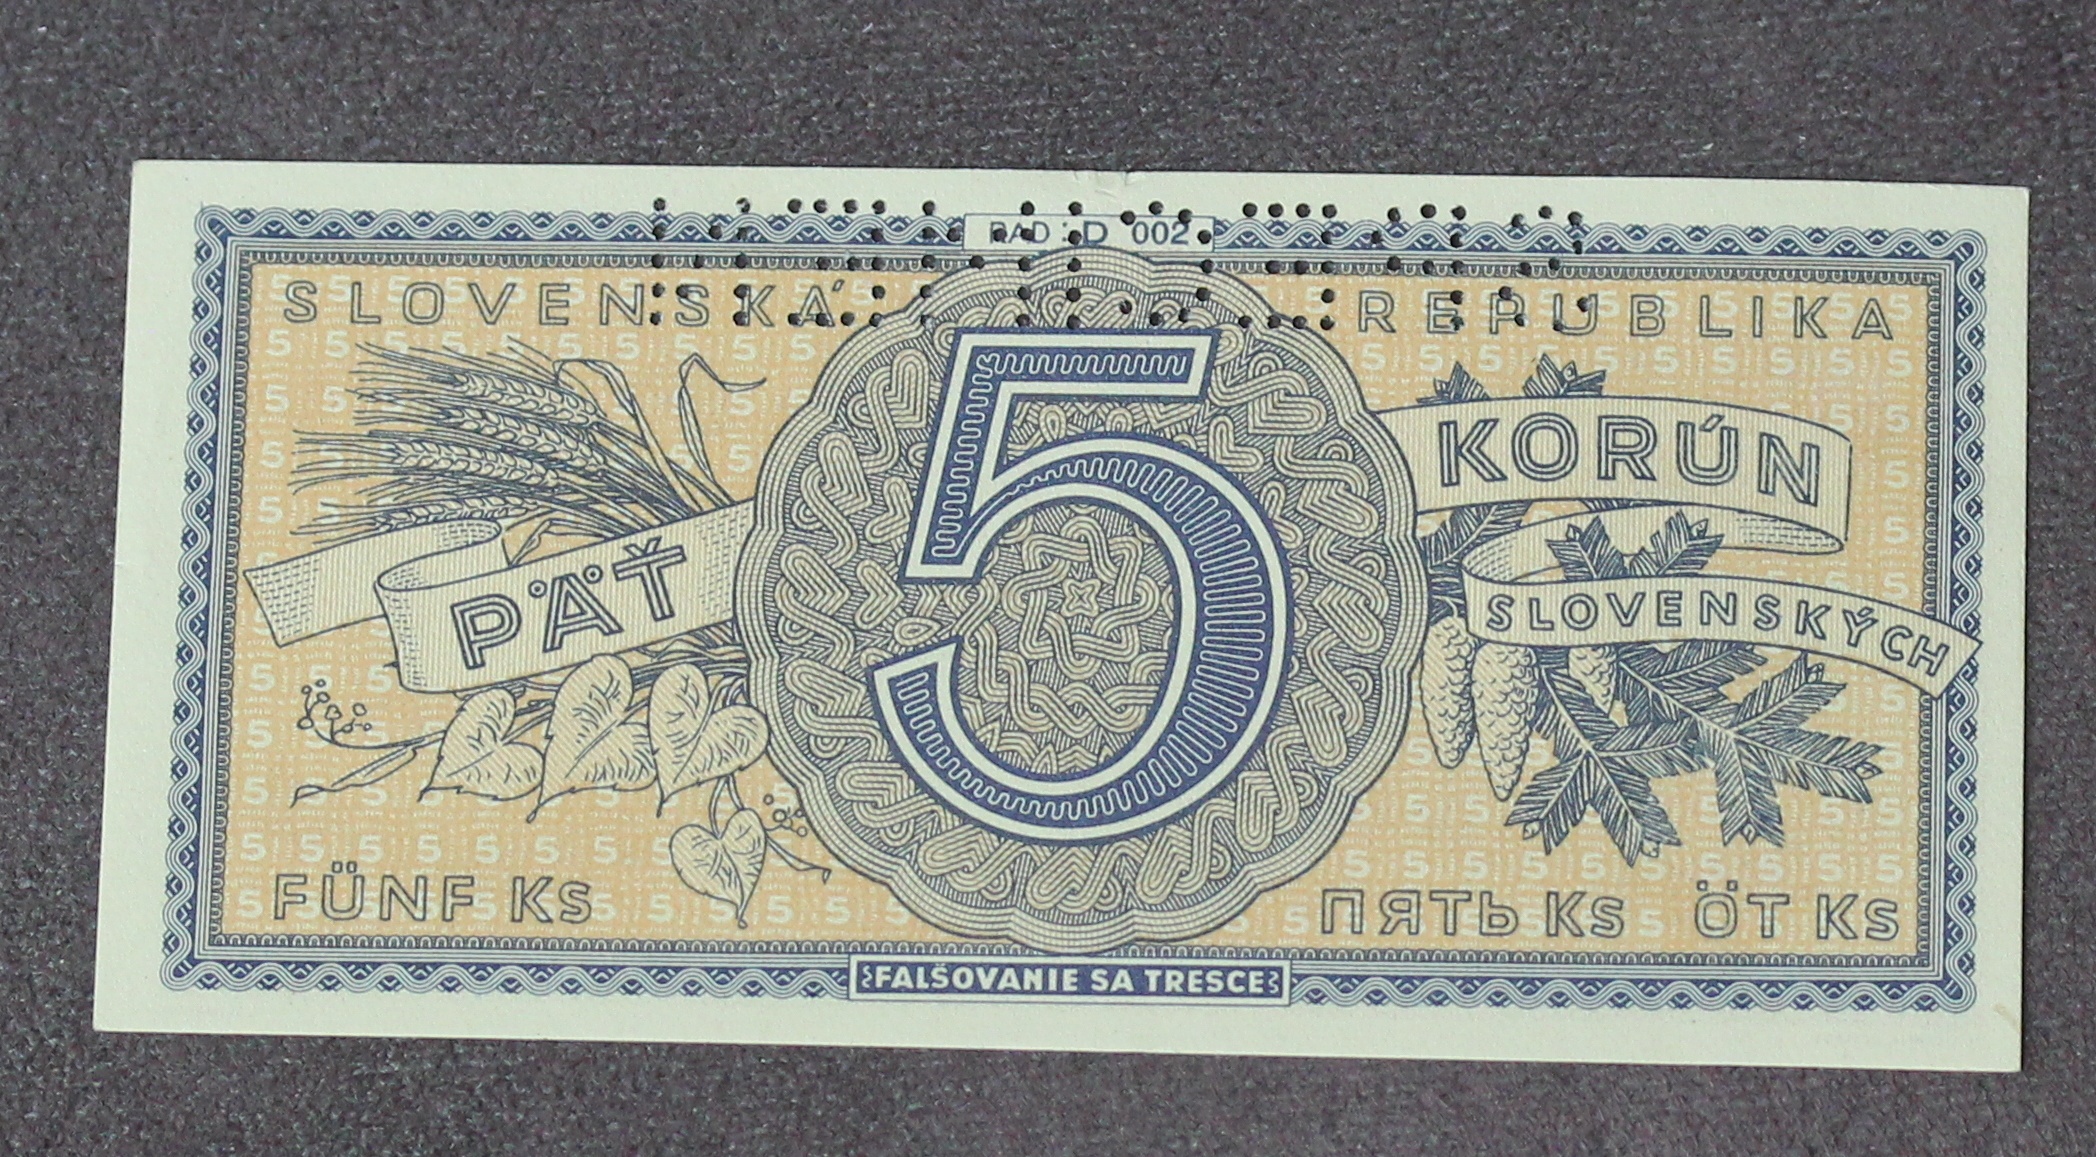 RAD : D 002
SLOVENSKÁ REPUBLIKA
5
PÄŤ
KORÚN
SLOVENSKÝCH
FÜNF Ks ПЯТЬ Ks ÖT Ks
FALŠOVANIE SA TRESCE